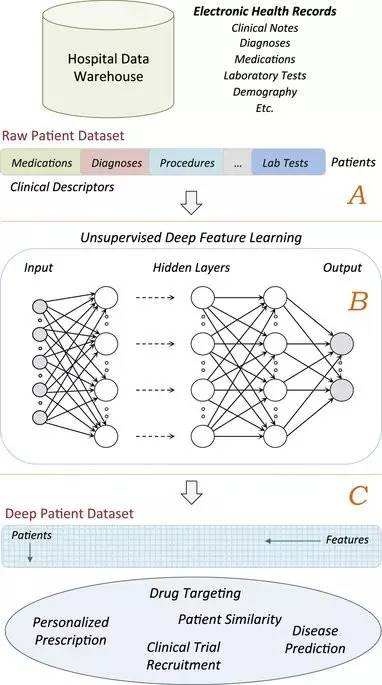 Hospital Data
Warehouse
Electronic Health Records
Clinical Notes
Diagnoses
Medications
Laboratory Tests
Demography
Etc.
Raw Patient Dataset
Medications Diagnoses Procedures ... Lab Tests Patients
Clinical Descriptors
A
Unsupervised Deep Feature Learning
Input Hidden Layers Output
B
C
Deep Patient Dataset
Patients Features
Drug Targeting
Personalized
Prescription
Patient Similarity
Clinical Trial
Recruitment
Disease
Prediction